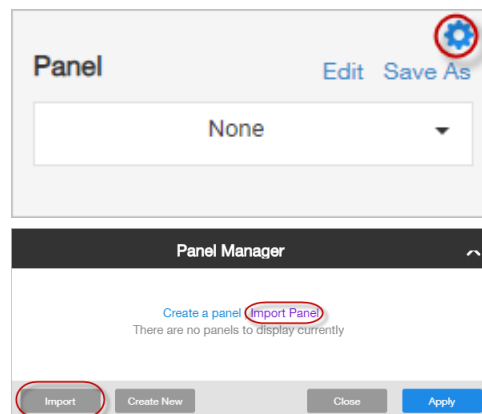 Panel
Edit Save As
None
Panel Manager
Create a panel Import Panel
There are no panels to display currently
Import Create New Close Apply